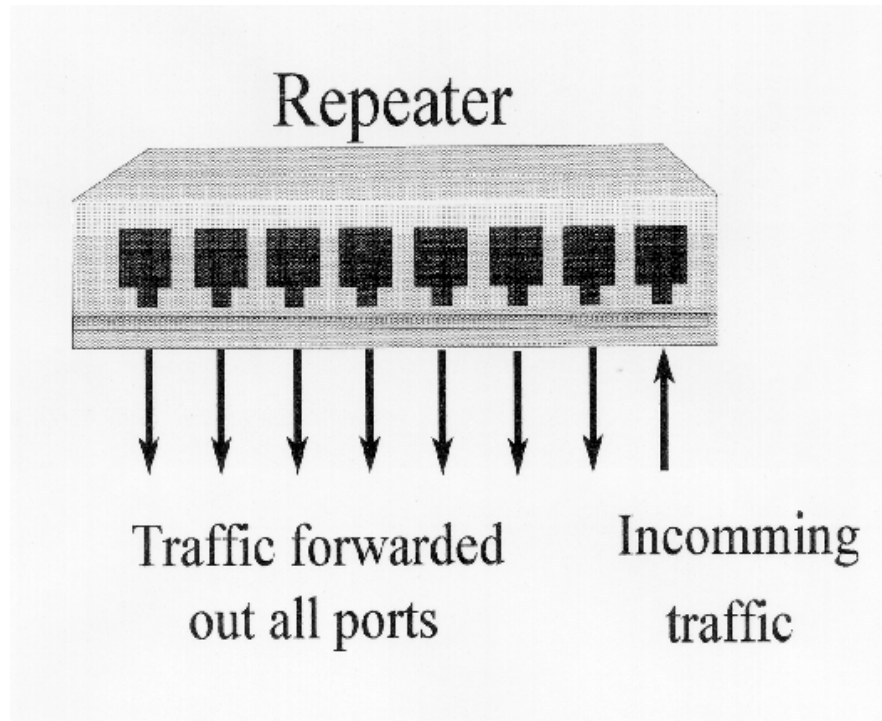 Repeater
Traffic forwarded
out all ports
Incomming
traffic